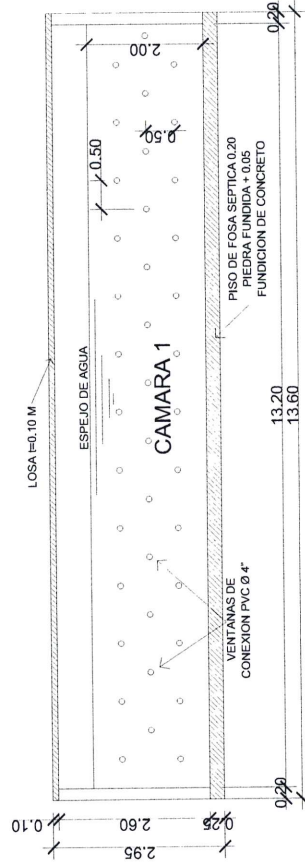 LOSA t=0.10 M
ESPEJO DE AGUA
0.50
2.00
0.50
CAMARA 1
0.10
2.60
2.95
0.25
VENTANAS DE
CONEXION PVC Ø 4"
PISO DE FOSA SEPTICA 0.20
PIEDRA FUNDIDA + 0.05
FUNDICION DE CONCRETO
0.20
13.20
0.20
13.60